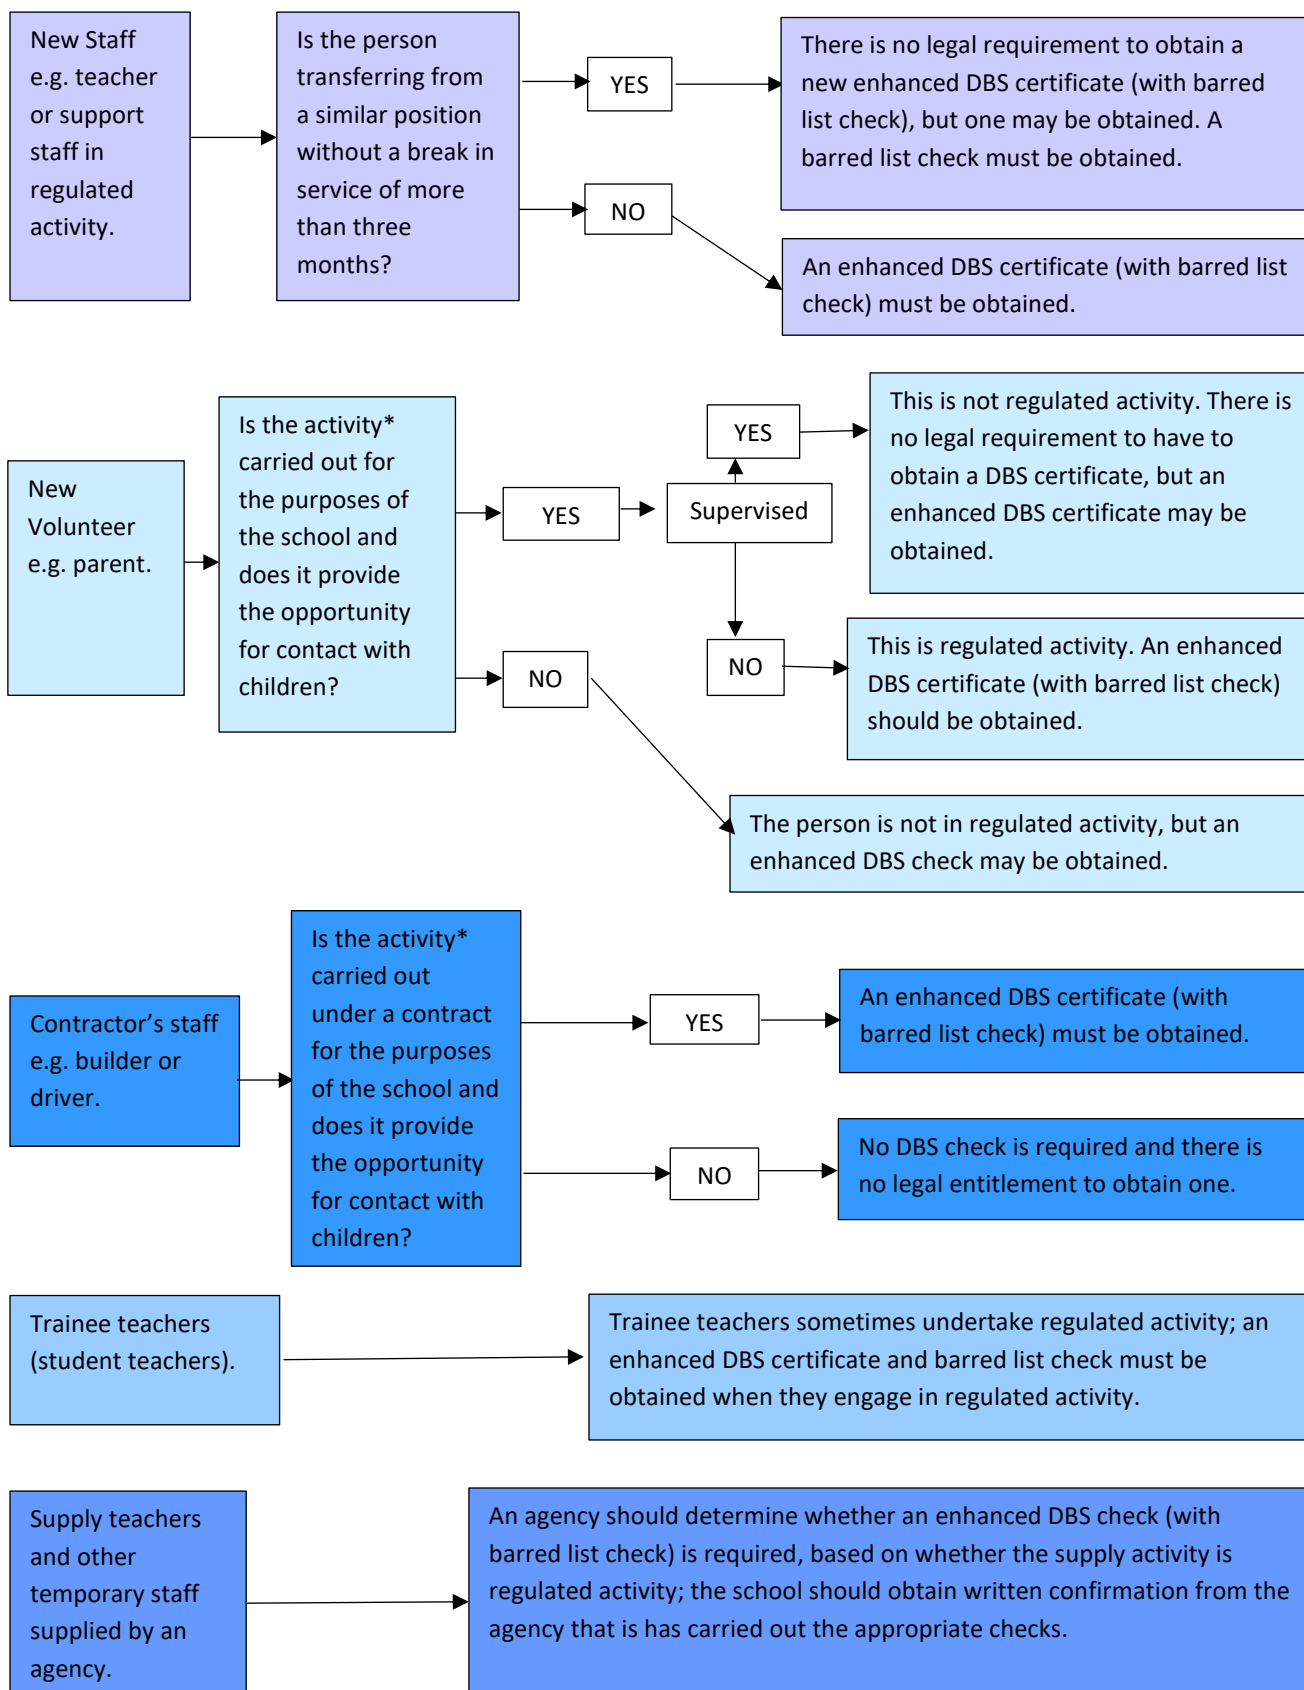 New Staff
e.g. teacher
or support
staff in
regulated
activity.
Is the person
transferring from
a similar position
without a break in
service of more
than three
months?
YES
There is no legal requirement to obtain a
new enhanced DBS certificate (with barred
list check), but one may be obtained. A
barred list check must be obtained.
NO
An enhanced DBS certificate (with barred list
check) must be obtained.
New
Volunteer
e.g. parent.
Is the activity*
carried out for
the purposes of
the school and
does it provide
the opportunity
for contact with
children?
YES
Supervised
YES
This is not regulated activity. There is
no legal requirement to have to
obtain a DBS certificate, but an
enhanced DBS certificate may be
obtained.
NO
This is regulated activity. An enhanced
DBS certificate (with barred list check)
should be obtained.
NO
The person is not in regulated activity, but an
enhanced DBS check may be obtained.
Contractor’s staff
e.g. builder or
driver.
Is the activity*
carried out
under a contract
for the purposes
of the school and
does it provide
the opportunity
for contact with
children?
YES
An enhanced DBS certificate (with
barred list check) must be obtained.
NO
No DBS check is required and there is
no legal entitlement to obtain one.
Trainee teachers
(student teachers).
Trainee teachers sometimes undertake regulated activity; an
enhanced DBS certificate and barred list check must be
obtained when they engage in regulated activity.
Supply teachers
and other
temporary staff
supplied by an
agency.
An agency should determine whether an enhanced DBS check (with
barred list check) is required, based on whether the supply activity is
regulated activity; the school should obtain written confirmation from the
agency that is has carried out the appropriate checks.